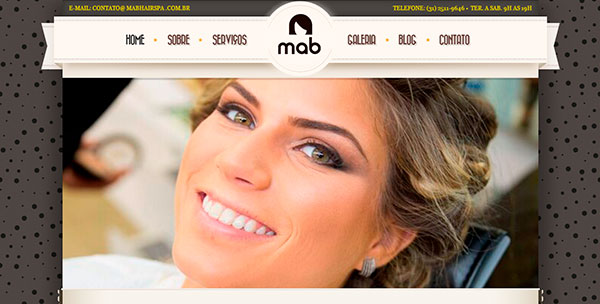 E-MAIL: CONTATO@ MABHAIRSPA .COM.BR
TELEFONE: (31) 2511-9646 • TER. A SAB. 9H AS 19H
HOME • SOBRE • SERVIÇOS
mab
GALERIA • BLOG • CONTATO